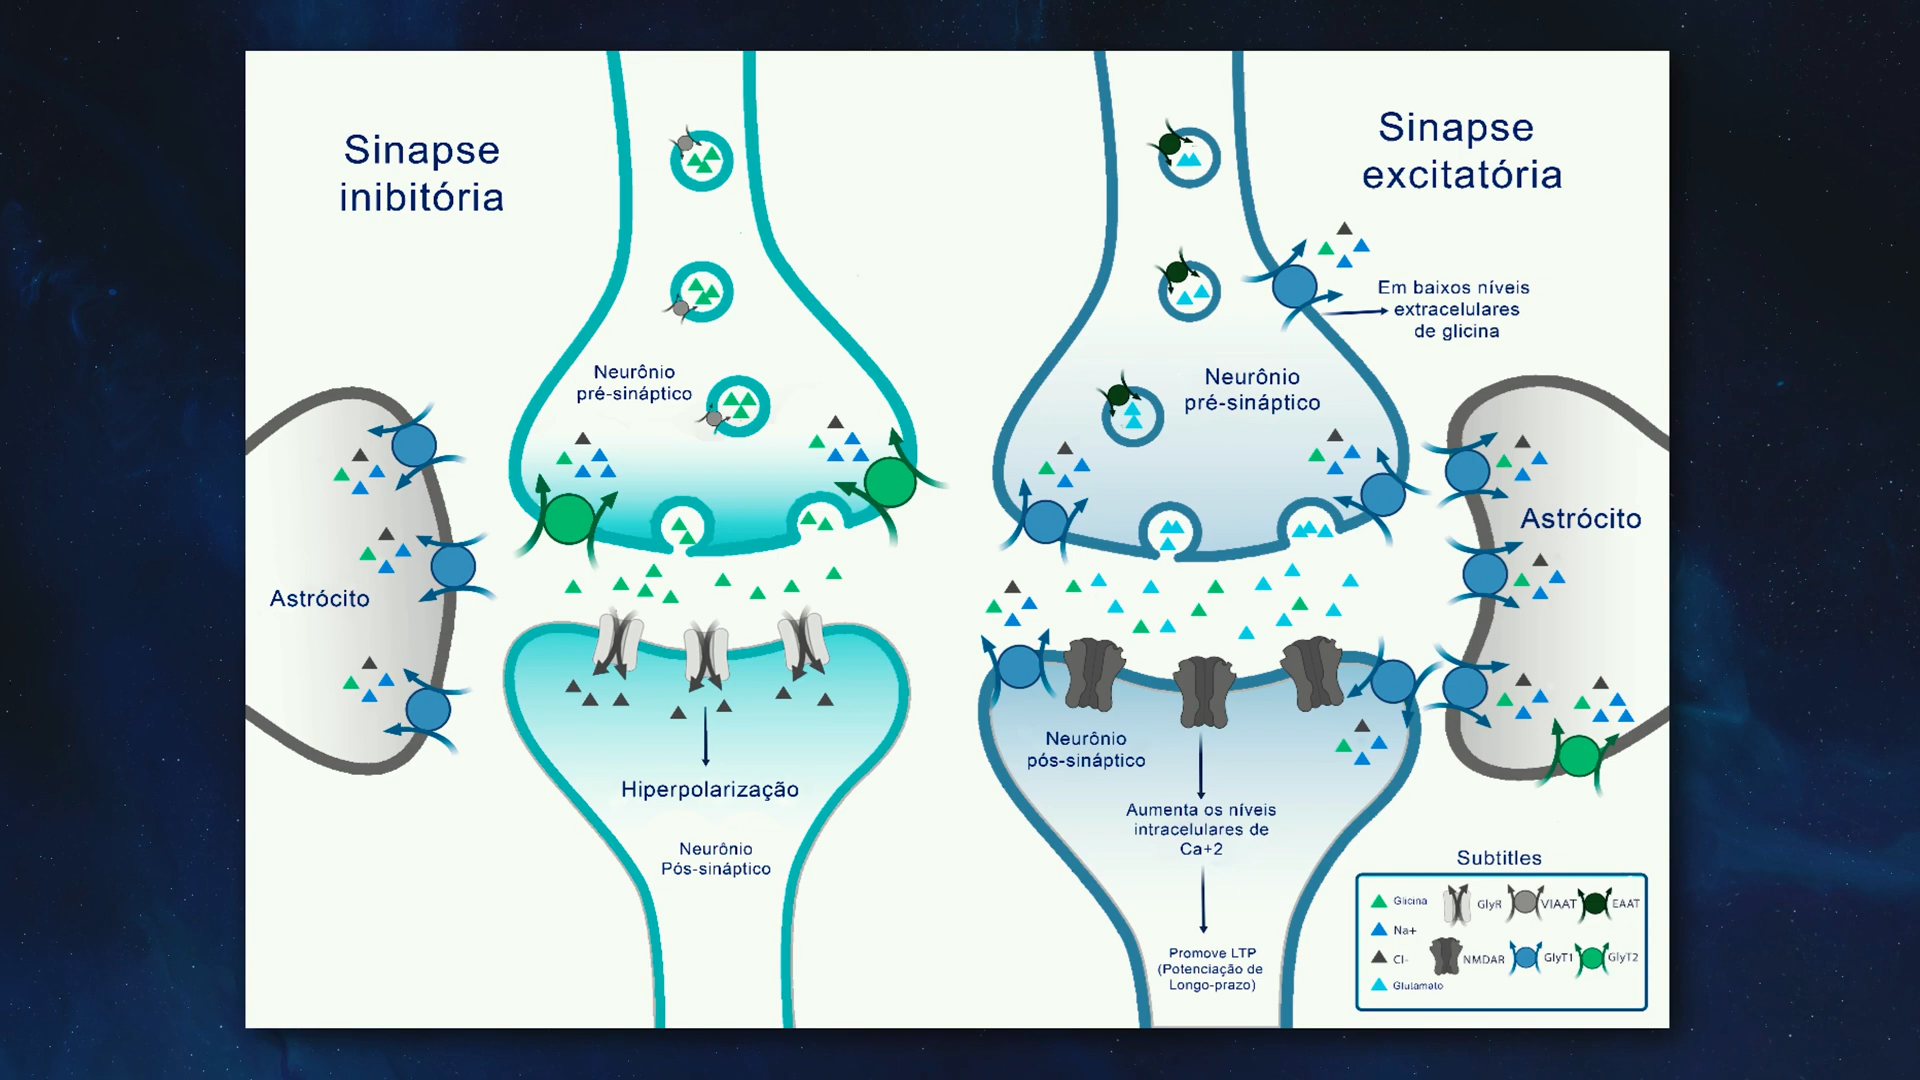 Sinapse
inibitória
Sinapse
excitatória
Em baixos níveis
extracelulares
de glicina
Neurônio
pré-sináptico
Neurônio
pré-sináptico
Astrócito
Astrócito
Hiperpolarização
Neurônio
Pós-sináptico
Neurônio
pós-sináptico
Aumenta os níveis
intracelulares de
Ca+2
Promove LTP
(Potenciação de
Longo-prazo)
Subtitles
Glicina
GlyR
VIAAT
EAAT
Na+
Cl-
NMDAR
GlyT1
GlyT2
Glutamato